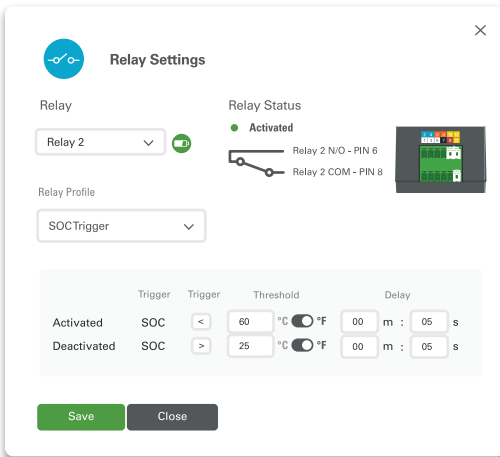 Relay Settings
Relay
Relay Status
Activated
Relay 2
Relay 2 N/O - PIN 6
Relay 2 COM - PIN 8
Relay Profile
SOCTrigger
Trigger Trigger Threshold Delay
Activated SOC < 60 °C °F 00 m : 05 s
Deactivated SOC > 25 °C °F 00 m : 05 s
Save Close